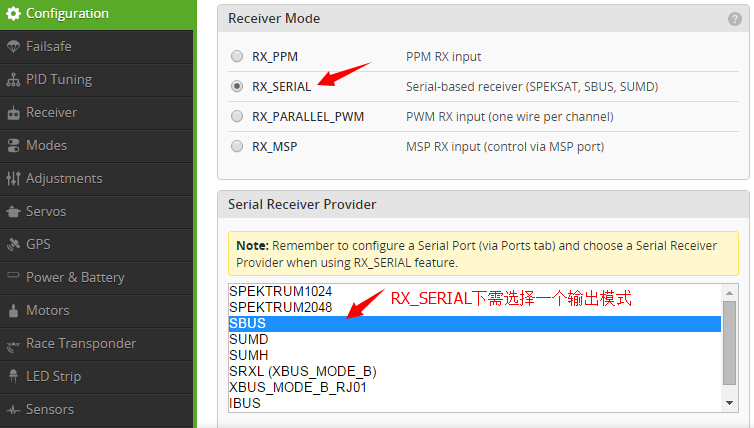 Configuration
Failsafe
PID Tuning
Receiver
Modes
Adjustments
Servos
GPS
Power & Battery
Motors
Race Transponder
LED Strip
Sensors
Receiver Mode
?
RX_PPM PPM RX input
RX_SERIAL Serial-based receiver (SPEKSAT, SBUS, SUMD)
RX_PARALLEL_PWM PWM RX input (one wire per channel)
RX_MSP MSP RX input (control via MSP port)
Serial Receiver Provider
Note: Remember to configure a Serial Port (via Ports tab) and choose a Serial Receiver
Provider when using RX_SERIAL feature.
SPEKTRUM1024
RX_SERIAL下需选择一个输出模式
SPEKTRUM2048
SBUS
SUMD
SUMH
SRXL (XBUS_MODE_B)
XBUS_MODE_B_RJ01
IBUS